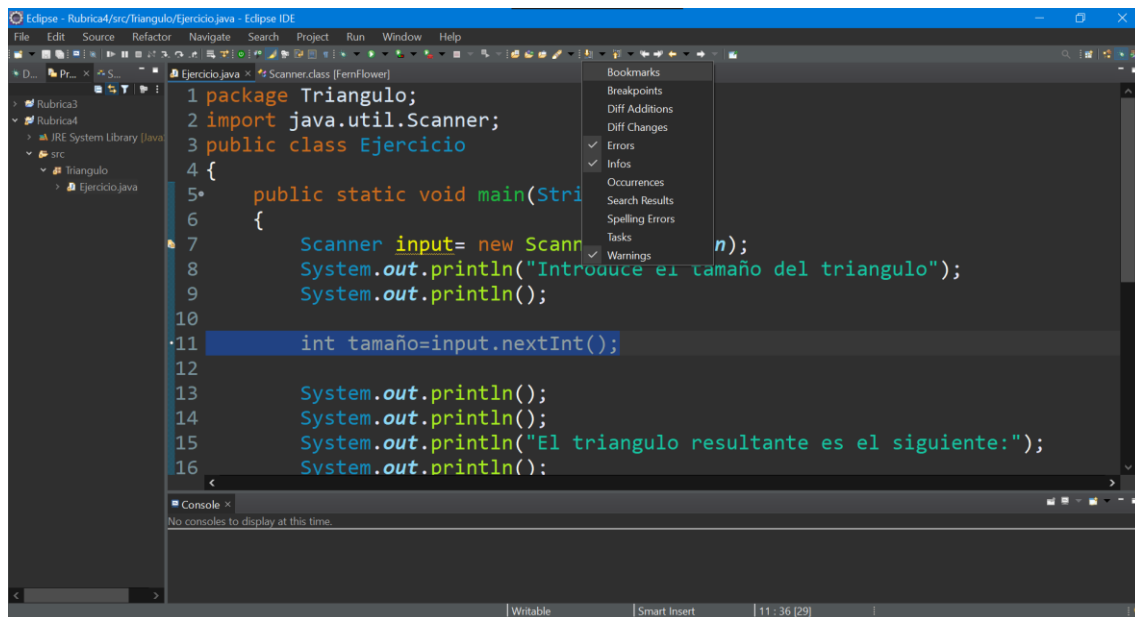 Eclipse - Rubrica4/src/Triangulo/Ejercicio.java - Eclipse IDE
File Edit Source Refactor Navigate Search Project Run Window Help
D... Pr... × S...
Ejercicio.java × Scanner.class [FernFlower]
Rubrica3
Rubrica4
JRE System Library [Java
src
Triangulo
Ejercicio.java
1 package Triangulo;
2 import java.util.Scanner;
3 public class Ejercicio
4 {
5 public static void main(Stri
6 {
7 Scanner input= new Scann n);
8 System.out.println("Introduce el tamaño del triangulo");
9 System.out.println();
10
11 int tamaño=input.nextInt();
12
13 System.out.println();
14 System.out.println();
15 System.out.println("El triangulo resultante es el siguiente:");
16 System.out.println();
Bookmarks
Breakpoints
Diff Additions
Diff Changes
Errors
Infos
Occurrences
Search Results
Spelling Errors
Tasks
Warnings
Console ×
No consoles to display at this time.
Writable Smart Insert 11 : 36 [29]